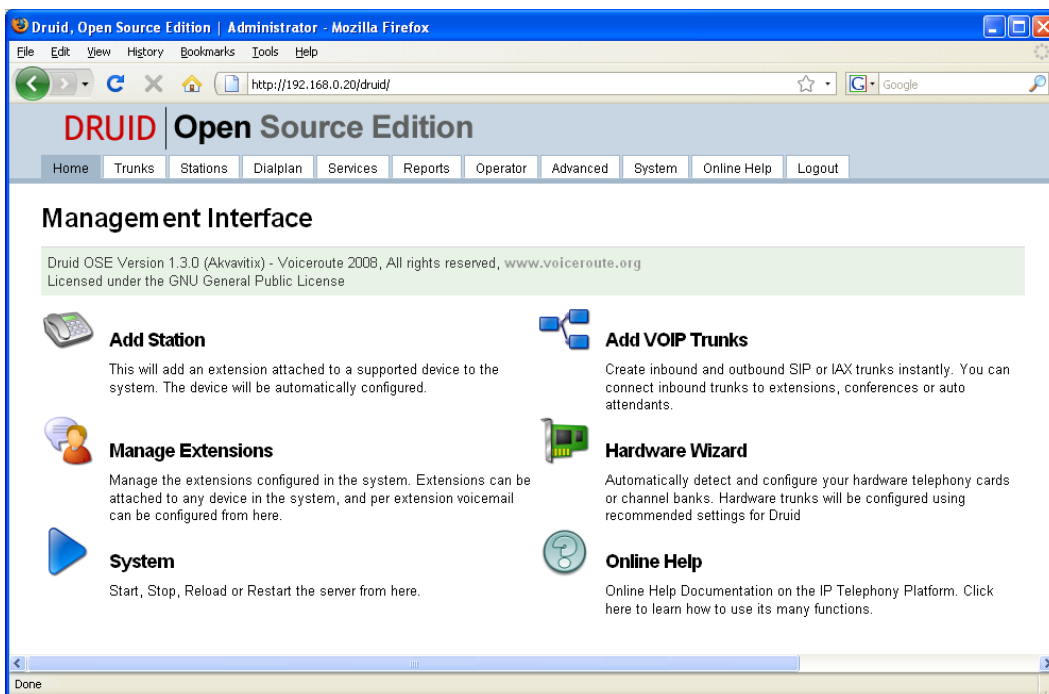 Druid, Open Source Edition | Administrator - Mozilla Firefox
File Edit View History Bookmarks Tools Help
http://192.168.0.20/druid/
G Google
DRUID Open Source Edition
Home Trunks Stations Dialplan Services Reports Operator Advanced System Online Help Logout
Management Interface
Druid OSE Version 1.3.0 (Akvavitix) - Voiceroute 2008, All rights reserved, www.voiceroute.org
Licensed under the GNU General Public License
Add Station
This will add an extension attached to a supported device to the
system. The device will be automatically configured.
Add VOIP Trunks
Create inbound and outbound SIP or IAX trunks instantly. You can
connect inbound trunks to extensions, conferences or auto
attendants.
Manage Extensions
Manage the extensions configured in the system. Extensions can be
attached to any device in the system, and per extension voicemail
can be configured from here.
Hardware Wizard
Automatically detect and configure your hardware telephony cards
or channel banks. Hardware trunks will be configured using
recommended settings for Druid
System
Start, Stop, Reload or Restart the server from here.
Online Help
Online Help Documentation on the IP Telephony Platform. Click
here to learn how to use its many functions.
Done